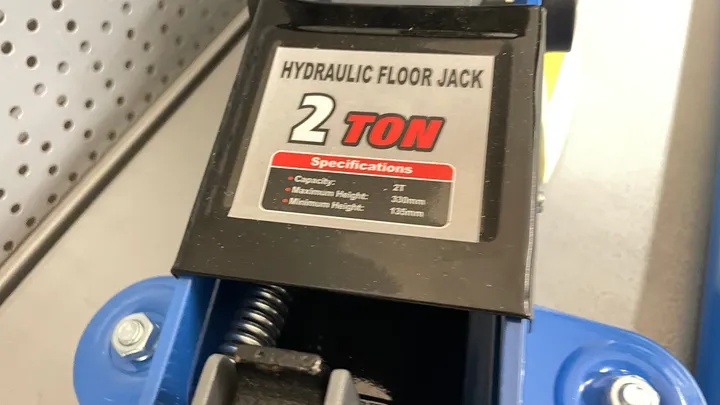 HYDRAULIC FLOOR JACK
2 TON
Specifications
• Capacity: 2T
• Maximum Height: 330mm
• Minimum Height: 135mm